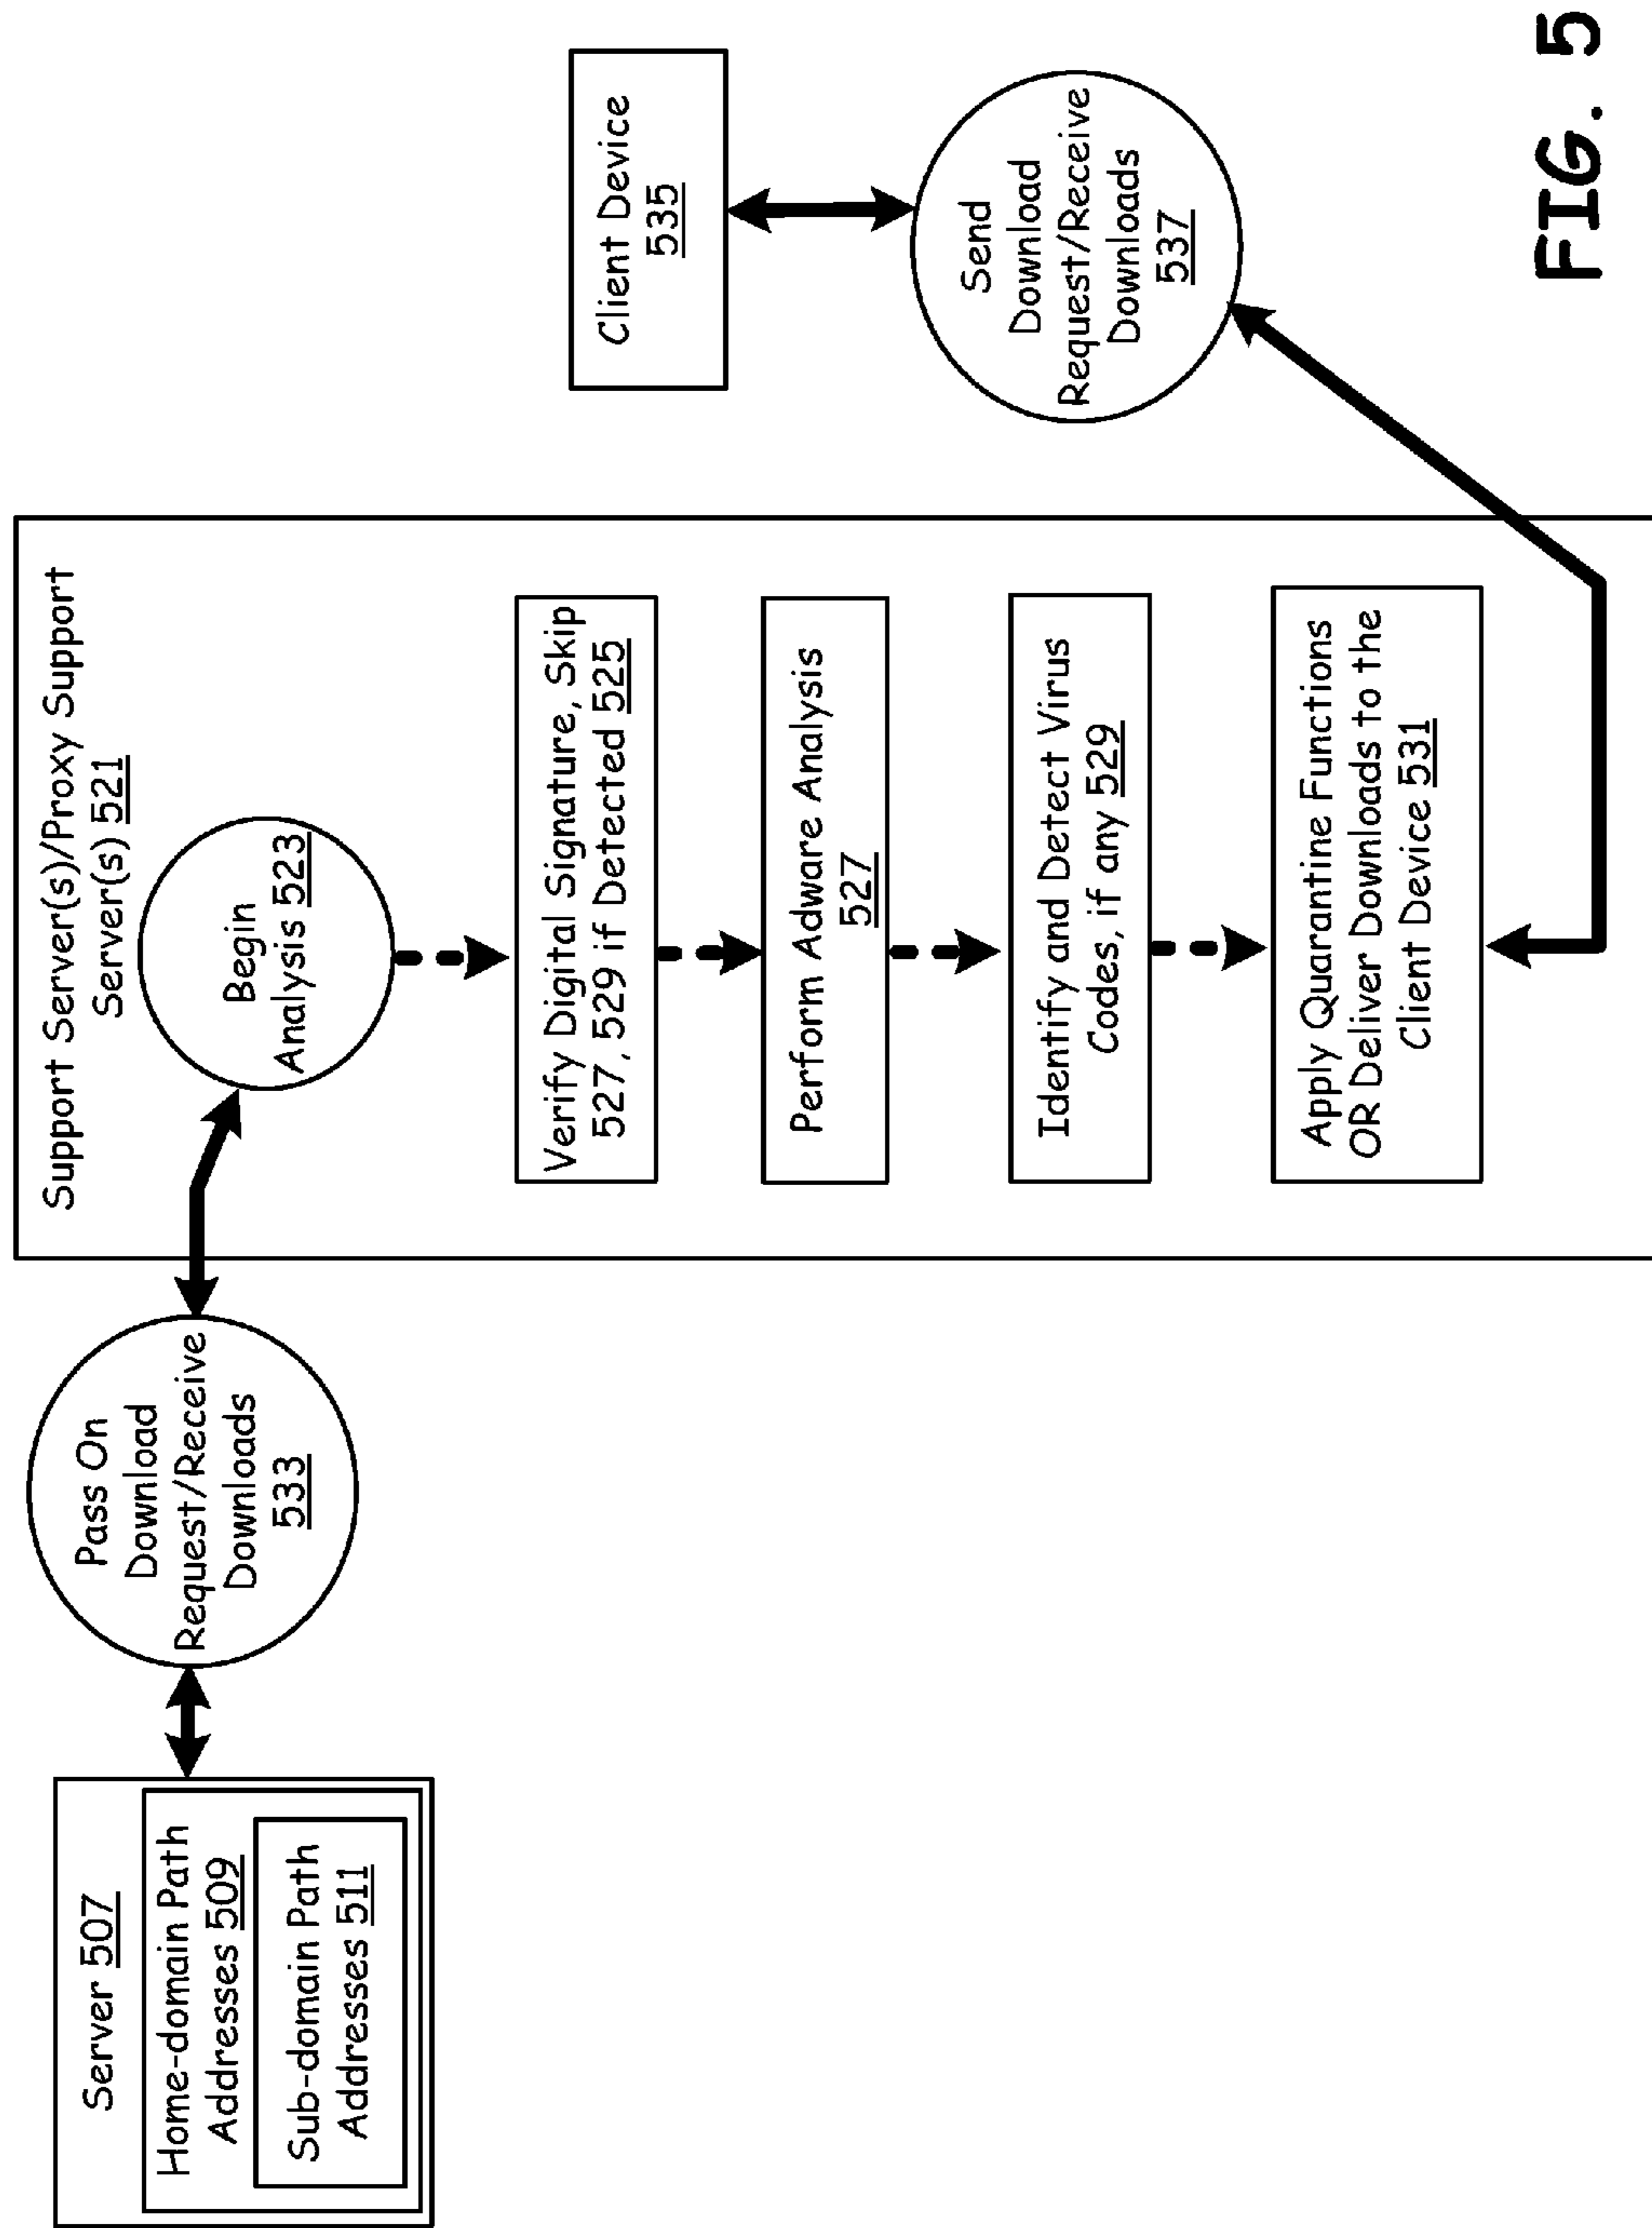 Server 507
Home-domain Path
Addresses 509
Sub-domain Path
Addresses 511
Pass On
Download
Request/Receive
Downloads
533
Support Server(s)/Proxy Support
Server(s) 521
Begin
Analysis 523
Verify Digital Signature, Skip
527, 529 if Detected 525
Perform Adware Analysis
527
Identify and Detect Virus
Codes, if any 529
Apply Quarantine Functions
OR Deliver Downloads to the
Client Device 531
Client Device
535
Send
Download
Request/Receive
Downloads
537
FIG. 5